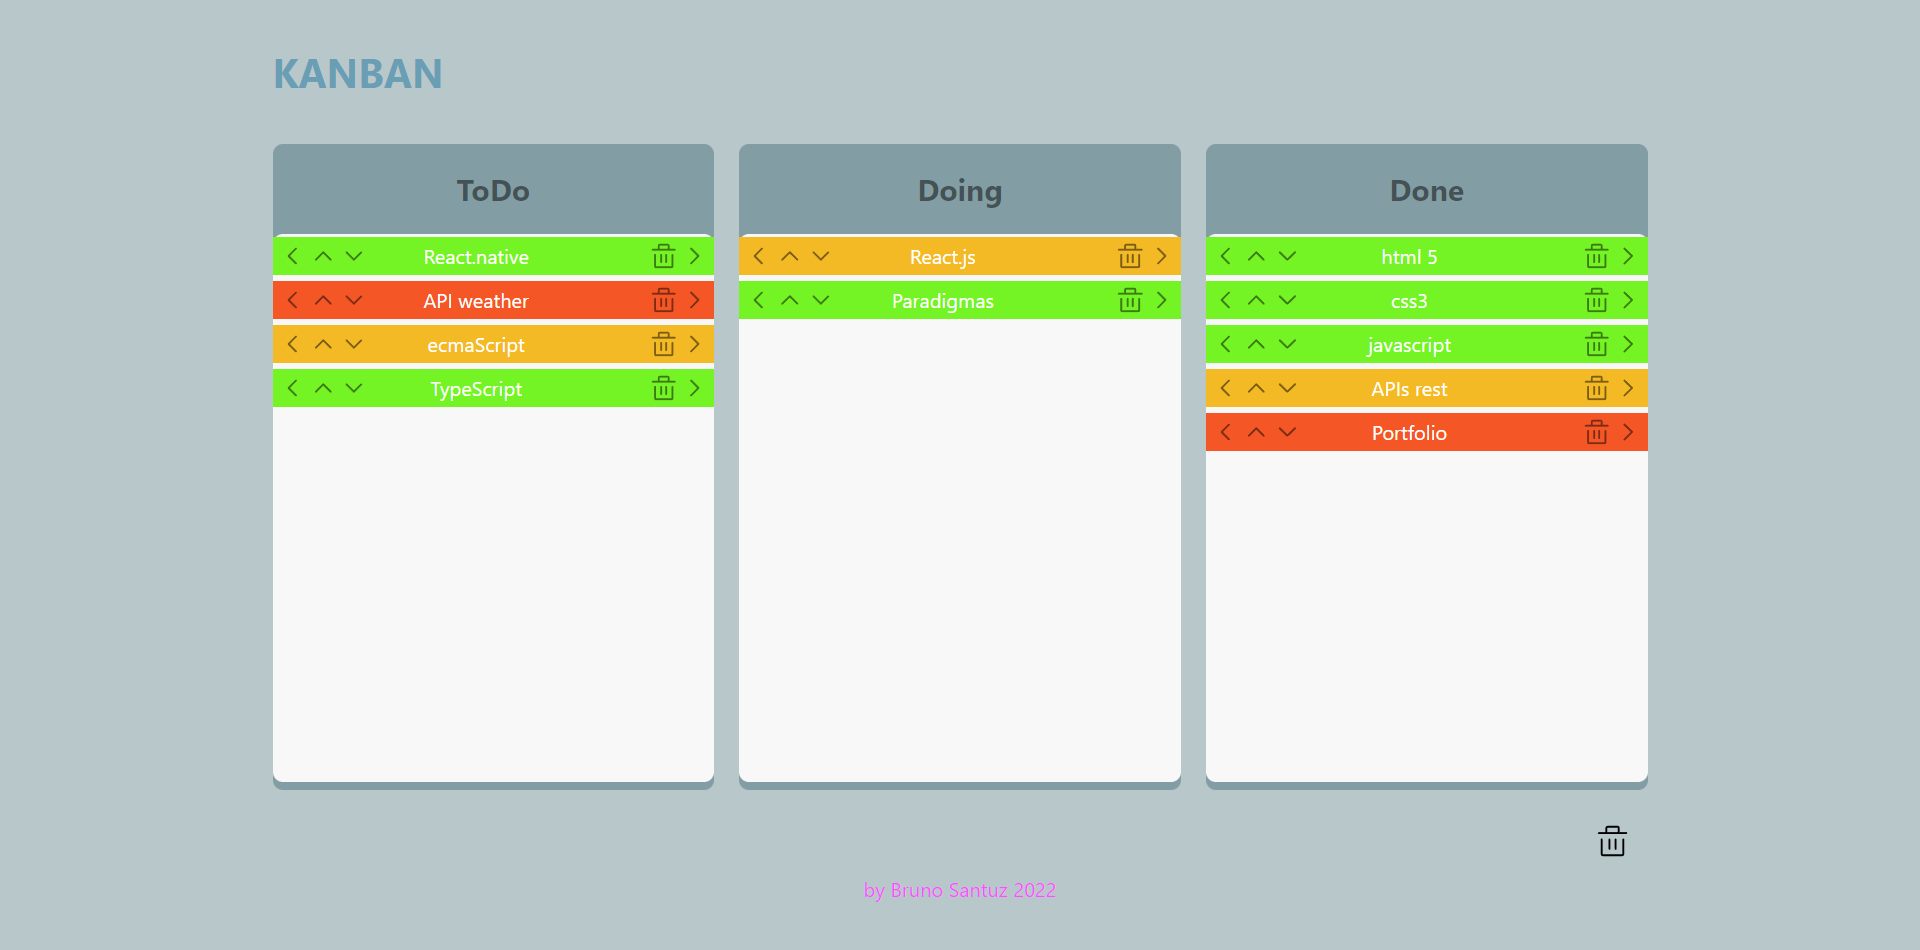 KANBAN
ToDo
React.native
API weather
ecmaScript
TypeScript
Doing
React.js
Paradigmas
Done
html 5
css3
javascript
APIs rest
Portfolio
by Bruno Santuz 2022